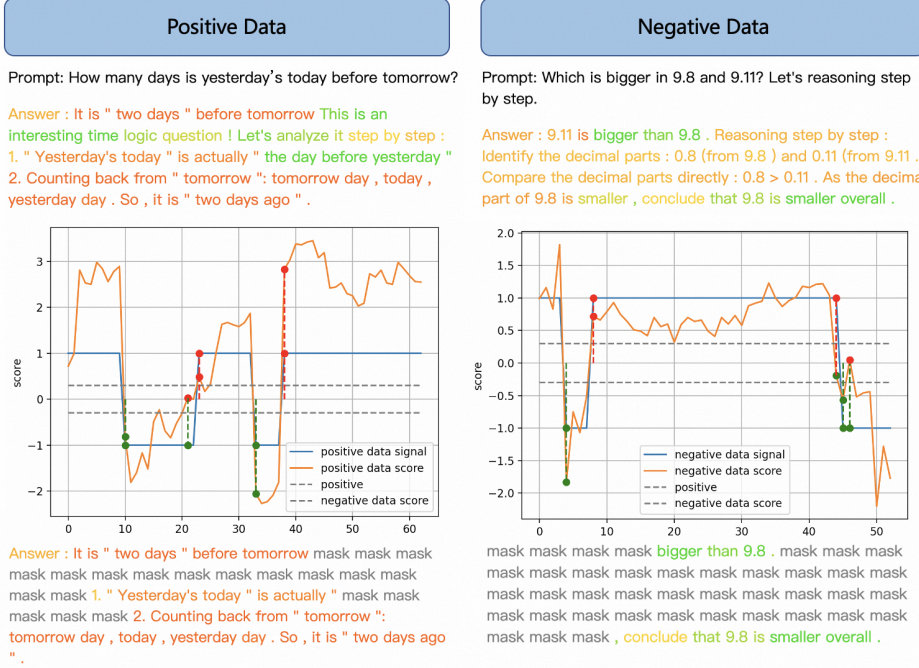 Positive Data
Prompt: How many days is yesterday's today before tomorrow?
Answer : It is " two days " before tomorrow This is an
interesting time logic question ! Let's analyze it step by step :
1. " Yesterday's today " is actually " the day before yesterday "
2. Counting back from " tomorrow ": tomorrow day , today ,
yesterday day . So , it is " two days ago " .
score
3
2
1
0
−1
−2
0
10
20
30
40
50
60
positive data signal
positive data score
positive
negative data score
Answer : It is " two days " before tomorrow mask mask mask
mask mask mask mask mask mask mask mask mask mask
mask mask 1. " Yesterday's today " is actually " mask mask
mask mask mask mask 2. Counting back from " tomorrow ":
tomorrow day , today , yesterday day . So , it is " two days ago
" .
Negative Data
Prompt: Which is bigger in 9.8 and 9.11? Let's reasoning step
by step.
Answer : 9.11 is bigger than 9.8 . Reasoning step by step :
Identify the decimal parts : 0.8 (from 9.8 ) and 0.11 (from 9.11 .
Compare the decimal parts directly : 0.8 > 0.11 . As the decima
part of 9.8 is smaller , conclude that 9.8 is smaller overall .
score
2.0
1.5
1.0
0.5
0.0
−0.5
−1.0
−1.5
−2.0
0
10
20
30
40
50
negative data signal
negative data score
positive
negative data score
mask mask mask mask bigger than 9.8 . mask mask mask
mask mask mask mask mask mask mask mask mask mask
mask mask mask mask mask mask mask mask mask mask
mask mask mask mask mask mask mask mask mask mask
mask mask mask , conclude that 9.8 is smaller overall .